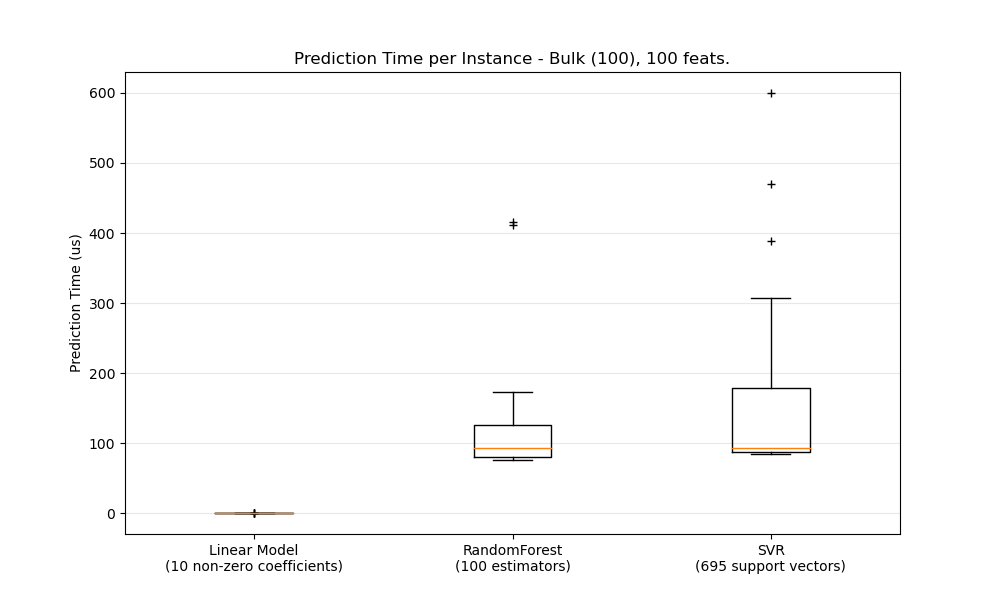 Prediction Time per Instance - Bulk (100), 100 feats.
Prediction Time (us)
600
500
400
300
200
100
0
Linear Model
(10 non-zero coefficients)
RandomForest
(100 estimators)
SVR
(695 support vectors)